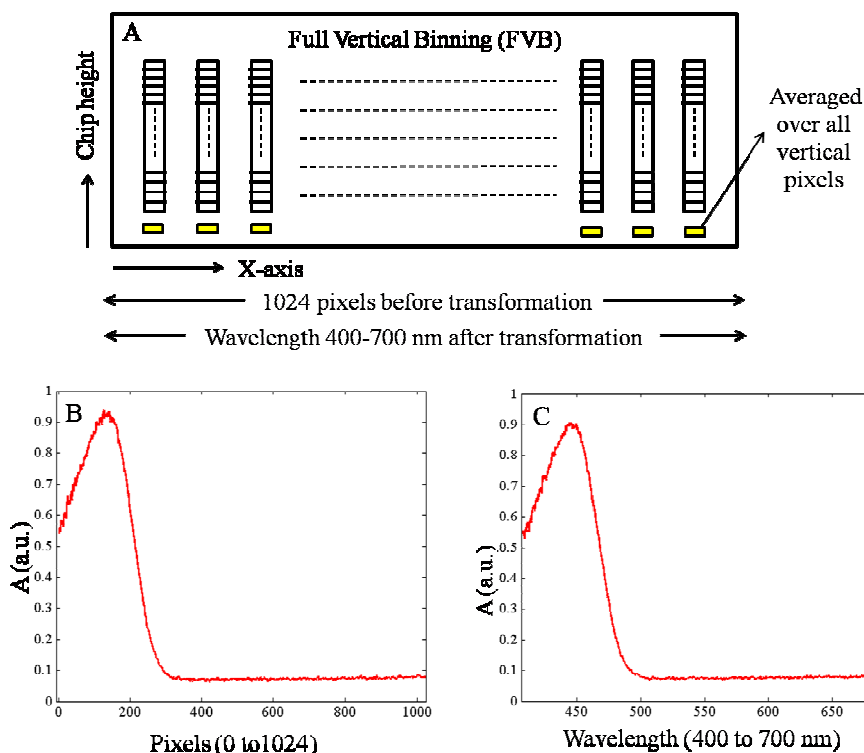 A
Full Vertical Binning (FVB)
Chip height
Averaged
over all
vertical
pixels
X-axis
1024 pixels before transformation
Wavelength 400-700 nm after transformation
B
1
0.9
0.8
0.7
0.6
0.5
0.4
0.3
0.2
0.1
0
A (a.u.)
0 200 400 600 800 1000
Pixels (0 to1024)
C
1
0.9
0.8
0.7
0.6
0.5
0.4
0.3
0.2
0.1
0
A (a.u.)
450 500 550 600 650
Wavelength (400 to 700 nm)